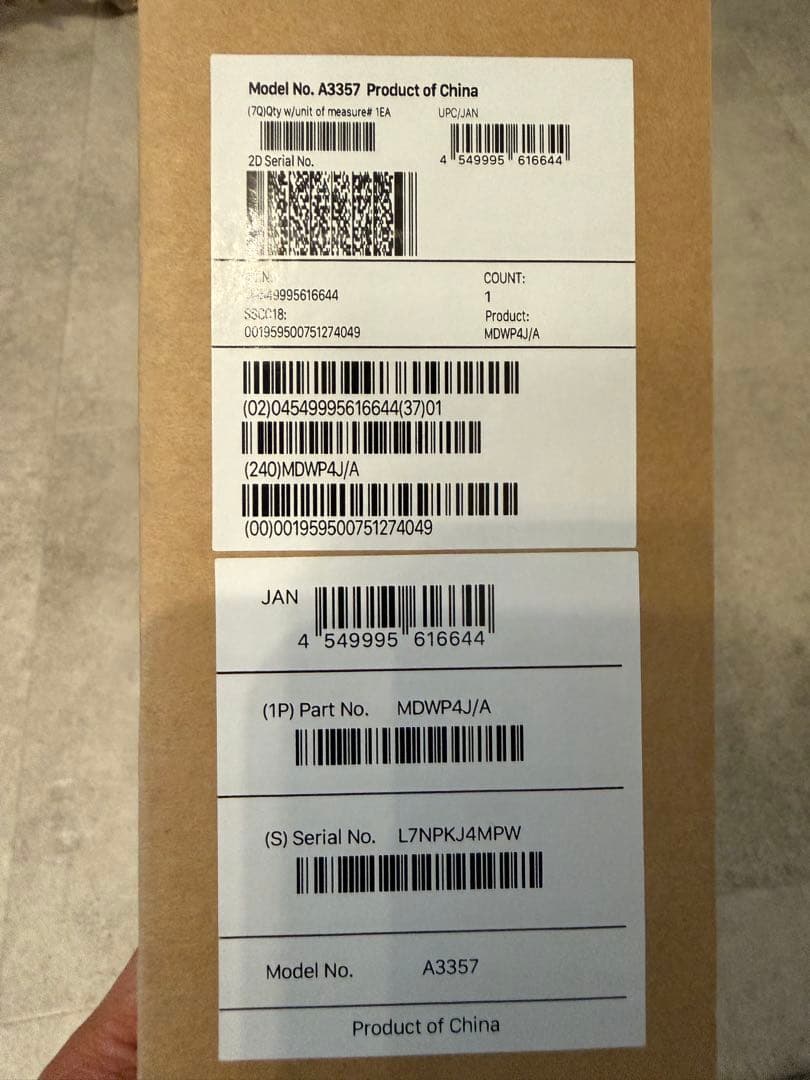 Model No. A3357 Product of China
(7Q)Qty w/unit of measure# 1EA
UPC/JAN
4 549995 616644
2D Serial No.
COUNT:
49995616644
1
SSCC18:
Product:
001959500751274049
MDWP4J/A
(02)04549995616644(37)01
(240)MDWP4J/A
(00)001959500751274049
JAN
4 549995 616644
(1P) Part No. MDWP4J/A
(S) Serial No. L7NPKJ4MPW
Model No. A3357
Product of China